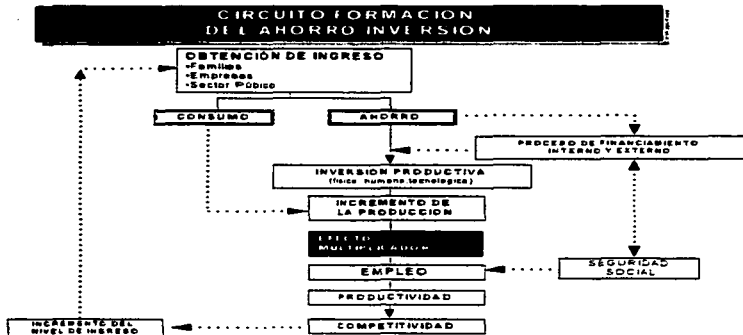 CIRCUITO FORMACION
DEL AHORRO INVERSION
OBTENCIÓN DE INGRESO
•Familias
•Empresas
•Sector Público
CONSUMO
AHORRO
PROCESO DE FINANCIAMIENTO
INTERNO Y EXTERNO
INVERSION PRODUCTIVA
(física humana, tecnológica)
INCREMENTO DE
LA PRODUCCION
EFECTO
MULTIPLICADOR
EMPLEO
SEGURIDAD
SOCIAL
PRODUCTIVIDAD
INCREMENTO DEL
NIVEL DE INGRESO
COMPETITIVIDAD